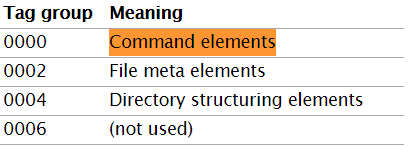 Tag group Meaning
0000 Command elements
0002 File meta elements
0004 Directory structuring elements
0006 (not used)